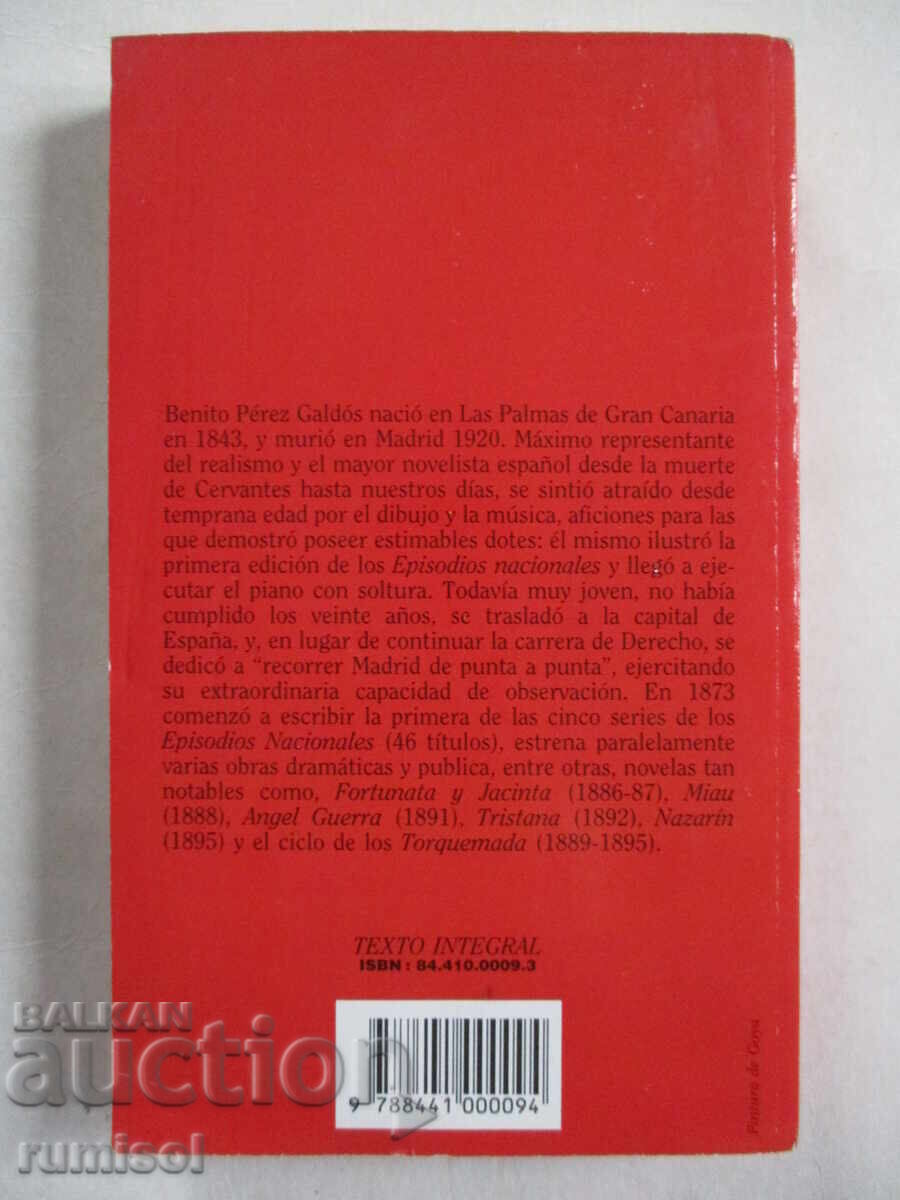 Benito Pérez Galdós nació en Las Palmas de Gran Canaria
en 1843, y murió en Madrid 1920. Máximo representante
del realismo y el mayor novelista español desde la muerte
de Cervantes hasta nuestros días, se sintió atraído desde
temprana edad por el dibujo y la música, aficiones para las
que demostró poseer estimables dotes: él mismo ilustró la
primera edición de los Episodios nacionales y llegó a eje-
cutar el piano con soltura. Todavía muy joven, no había
cumplido los veinte años, se trasladó a la capital de
España, y, en lugar de continuar la carrera de Derecho, se
dedicó a “recorrer Madrid de punta a punta”, ejercitando
su extraordinaria capacidad de observación. En 1873
comenzó a escribir la primera de las cinco series de los
Episodios Nacionales (46 títulos), estrena paralelamente
varias obras dramáticas y publica, entre otras, novelas tan
notables como, Fortunata y Jacinta (1886-87), Miau
(1888), Angel Guerra (1891), Tristana (1892), Nazarín
(1895) y el ciclo de los Torquemada (1889-1895).
TEXTO INTEGRAL
ISBN: 84.410.0009.3
9 788441 000094
Pintura de Goya
BALKAN
auction
rumisol